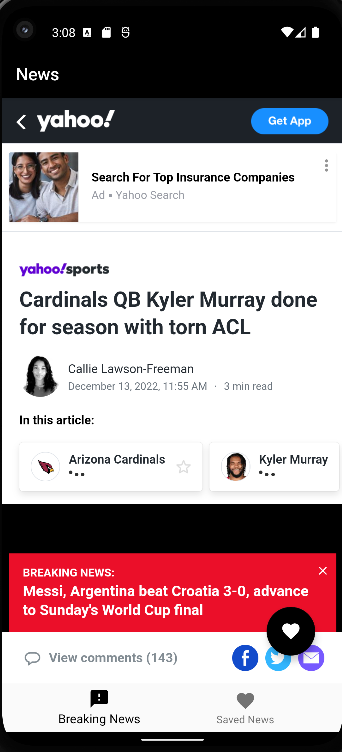 3:08
News
yahoo!
Get App
Search For Top Insurance Companies
Ad • Yahoo Search
yahoo!sports
Cardinals QB Kyler Murray done
for season with torn ACL
Callie Lawson-Freeman
December 13, 2022, 11:55 AM · 3 min read
In this article:
Arizona Cardinals
Kyler Murray
BREAKING NEWS:
Messi, Argentina beat Croatia 3-0, advance
to Sunday's World Cup final
View comments (143)
Breaking News
Saved News